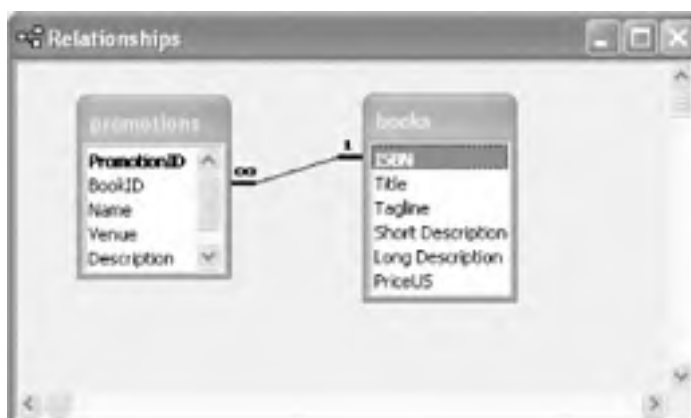 Relationships
promotions
PromotionID
BookID
Name
Venue
Description
∞
1
books
ISBN
Title
Tagline
Short Description
Long Description
PriceUS